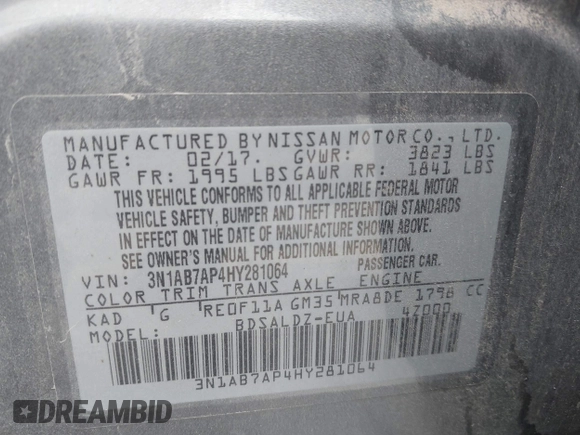 MANUFACTURED BY NISSAN MOTOR CO., LTD.
DATE: 02/17. GVWR: 3823 LBS
GAWR FR: 1995 LBS GAWR RR: 1841 LBS
THIS VEHICLE CONFORMS TO ALL APPLICABLE FEDERAL MOTOR
VEHICLE SAFETY, BUMPER AND THEFT PREVENTION STANDARDS
IN EFFECT ON THE DATE OF MANUFACTURE SHOWN ABOVE.
SEE OWNER'S MANUAL FOR ADDITIONAL INFORMATION.
VIN: 3N1AB7AP4HY281064 PASSENGER CAR.
COLOR TRIM TRANS AXLE ENGINE
KAD G RE0F11A GM35 MRA8DE 1798 CC
MODEL: BDSALDZ-EUA 4Z000
3N1AB7AP4HY281064
DREAMBID